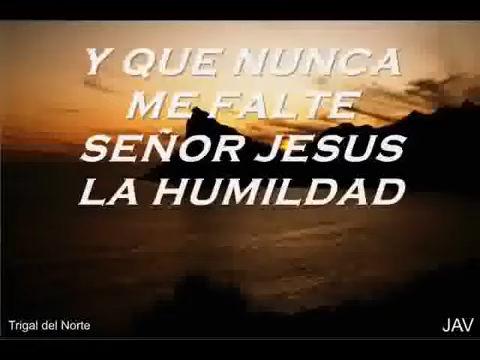 Y QUE NUNCA
ME FALTE
SEÑOR JESUS
LA HUMILDAD
Trigal del Norte
JAV